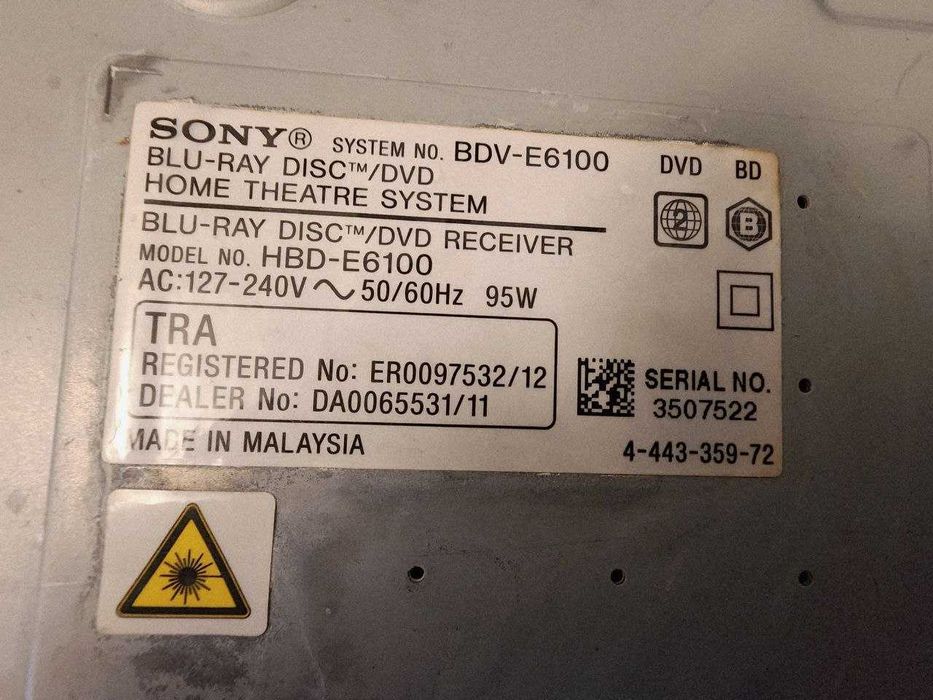 SONY® SYSTEM NO. BDV-E6100
BLU-RAY DISC™/DVD
HOME THEATRE SYSTEM
DVD BD
2 B
BLU-RAY DISC™/DVD RECEIVER
MODEL NO. HBD-E6100
AC:127-240V ~ 50/60Hz 95W
TRA
REGISTERED No: ER0097532/12
DEALER No: DA0065531/11
SERIAL NO.
3507522
MADE IN MALAYSIA
4-443-359-72